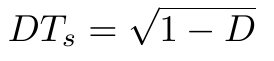 $DT_s = \sqrt{1 - D}$